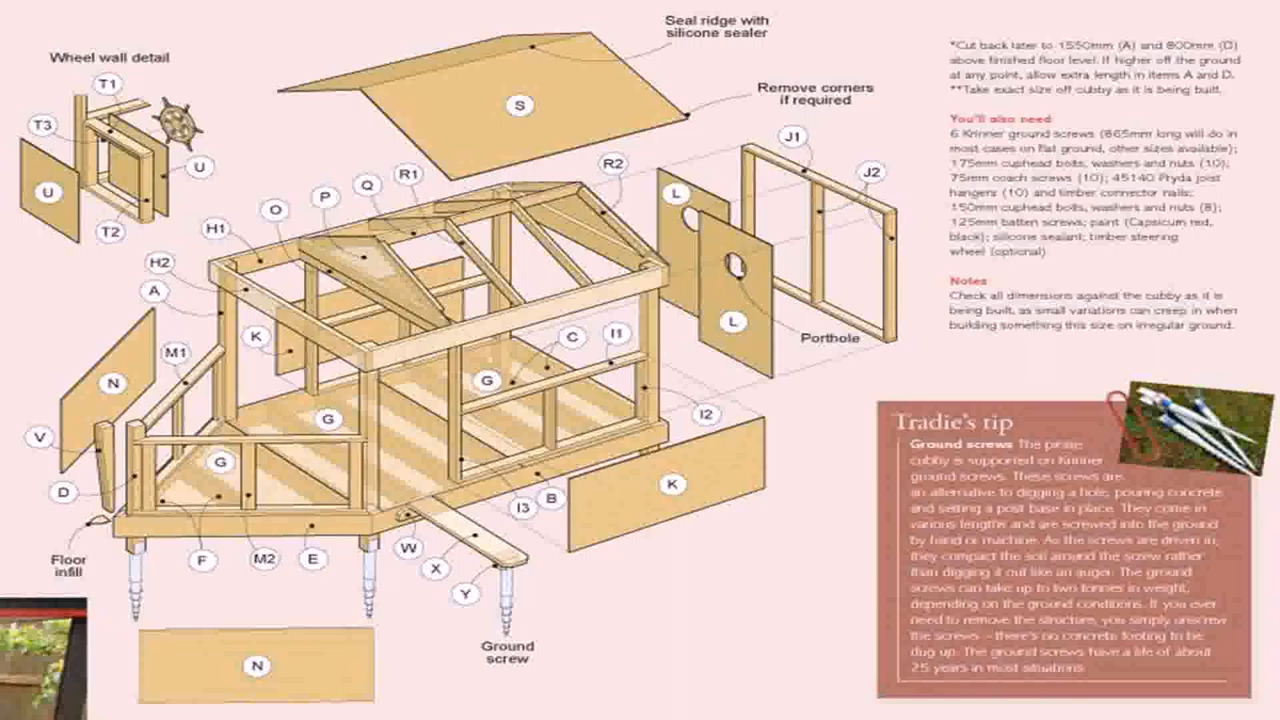 Seal ridge with
silicone sealer
Wheel wall detail
T1
T3
U
U
T2
S
Remove corners
if required
J1
J2
R2
R1
Q
P
O
H1
H2
A
L
L
Porthole
K
C
I1
G
G
G
M1
N
V
D
I2
K
B
I3
Floor
infill
F
M2
E
W
X
Y
Ground
screw
N
*Cut back later to 1550mm (A) and 800mm (D)
above finished floor level. If higher off the ground
at any point, allow extra length in items A and D.
**Take exact size off cubby as it is being built.
You'll also need
6 Krinner ground screws (865mm long will do in
most cases on flat ground, other sizes available);
175mm cuphead bolts, washers and nuts (10);
75mm coach screws (10); 45140 Pryda joist
hangers (10) and timber connector nails;
150mm cuphead bolts, washers and nuts (8);
125mm batten screws; paint (Capsicum red,
black); silicone sealant; timber steering
wheel (optional)
Notes
Check all dimensions against the cubby as it is
being built, as small variations can creep in when
building something this size on irregular ground.
Tradie's tip
Ground screws The pirate
cubby is supported on Krinner
ground screws. These screws are
an alternative to digging a hole, pouring concrete
and setting a post base in place. They come in
various lengths and are screwed into the ground
by hand or machine. As the screws are driven in,
they compact the soil around the screw rather
than digging it out like an auger. The ground
screws can take up to two tonnes in weight,
depending on the ground conditions. If you ever
need to remove the structure, you simply unscrew
the screws – there's no concrete footing to be
dug up. The ground screws have a life of about
25 years in most situations.